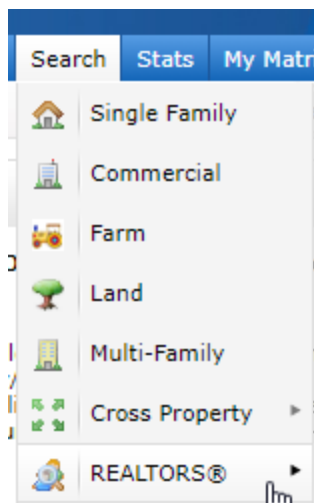 Search Stats My Matr
Single Family
Commercial
Farm
Land
Multi-Family
Cross Property
REALTORS®